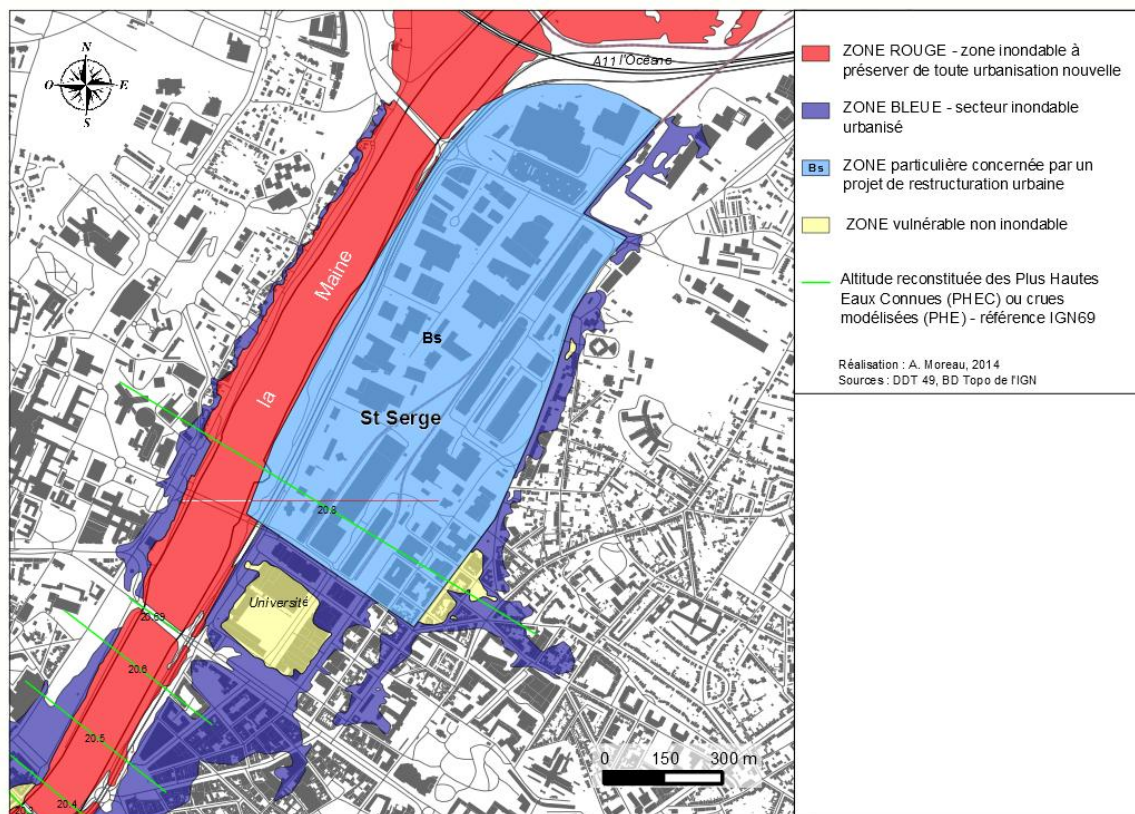 N
O
E
S
A11 l'Océane
la Maine
Bs
St Serge
20.8
Université
20.59
20.6
20.5
20.4
20.3
0 150 300 m
ZONE ROUGE - zone inondable à
préserver de toute urbanisation nouvelle
ZONE BLEUE - secteur inondable
urbanisé
Bs
ZONE particulière concernée par un
projet de restructuration urbaine
ZONE vulnérable non inondable
Altitude reconstituée des Plus Hautes
Eaux Connues (PHEC) ou crues
modélisées (PHE) - référence IGN69
Réalisation : A. Moreau, 2014
Sources : DDT 49, BD Topo de l'IGN